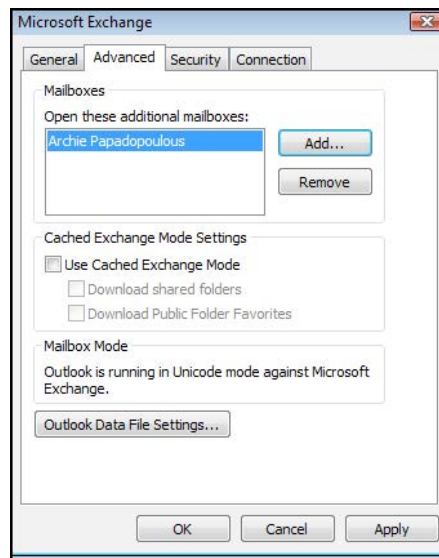 Microsoft Exchange
General Advanced Security Connection
Mailboxes
Open these additional mailboxes:
Archie Papadopoulous
Add...
Remove
Cached Exchange Mode Settings
Use Cached Exchange Mode
Download shared folders
Download Public Folder Favorites
Mailbox Mode
Outlook is running in Unicode mode against Microsoft
Exchange.
Outlook Data File Settings...
OK Cancel Apply